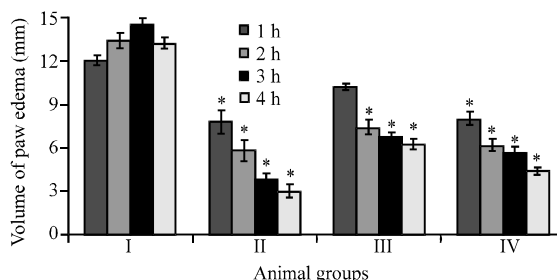 Volume of paw edema (mm)
15
12
9
6
3
0
1 h
2 h
3 h
4 h
* * * *
* * *
* * * *
I II III IV
Animal groups